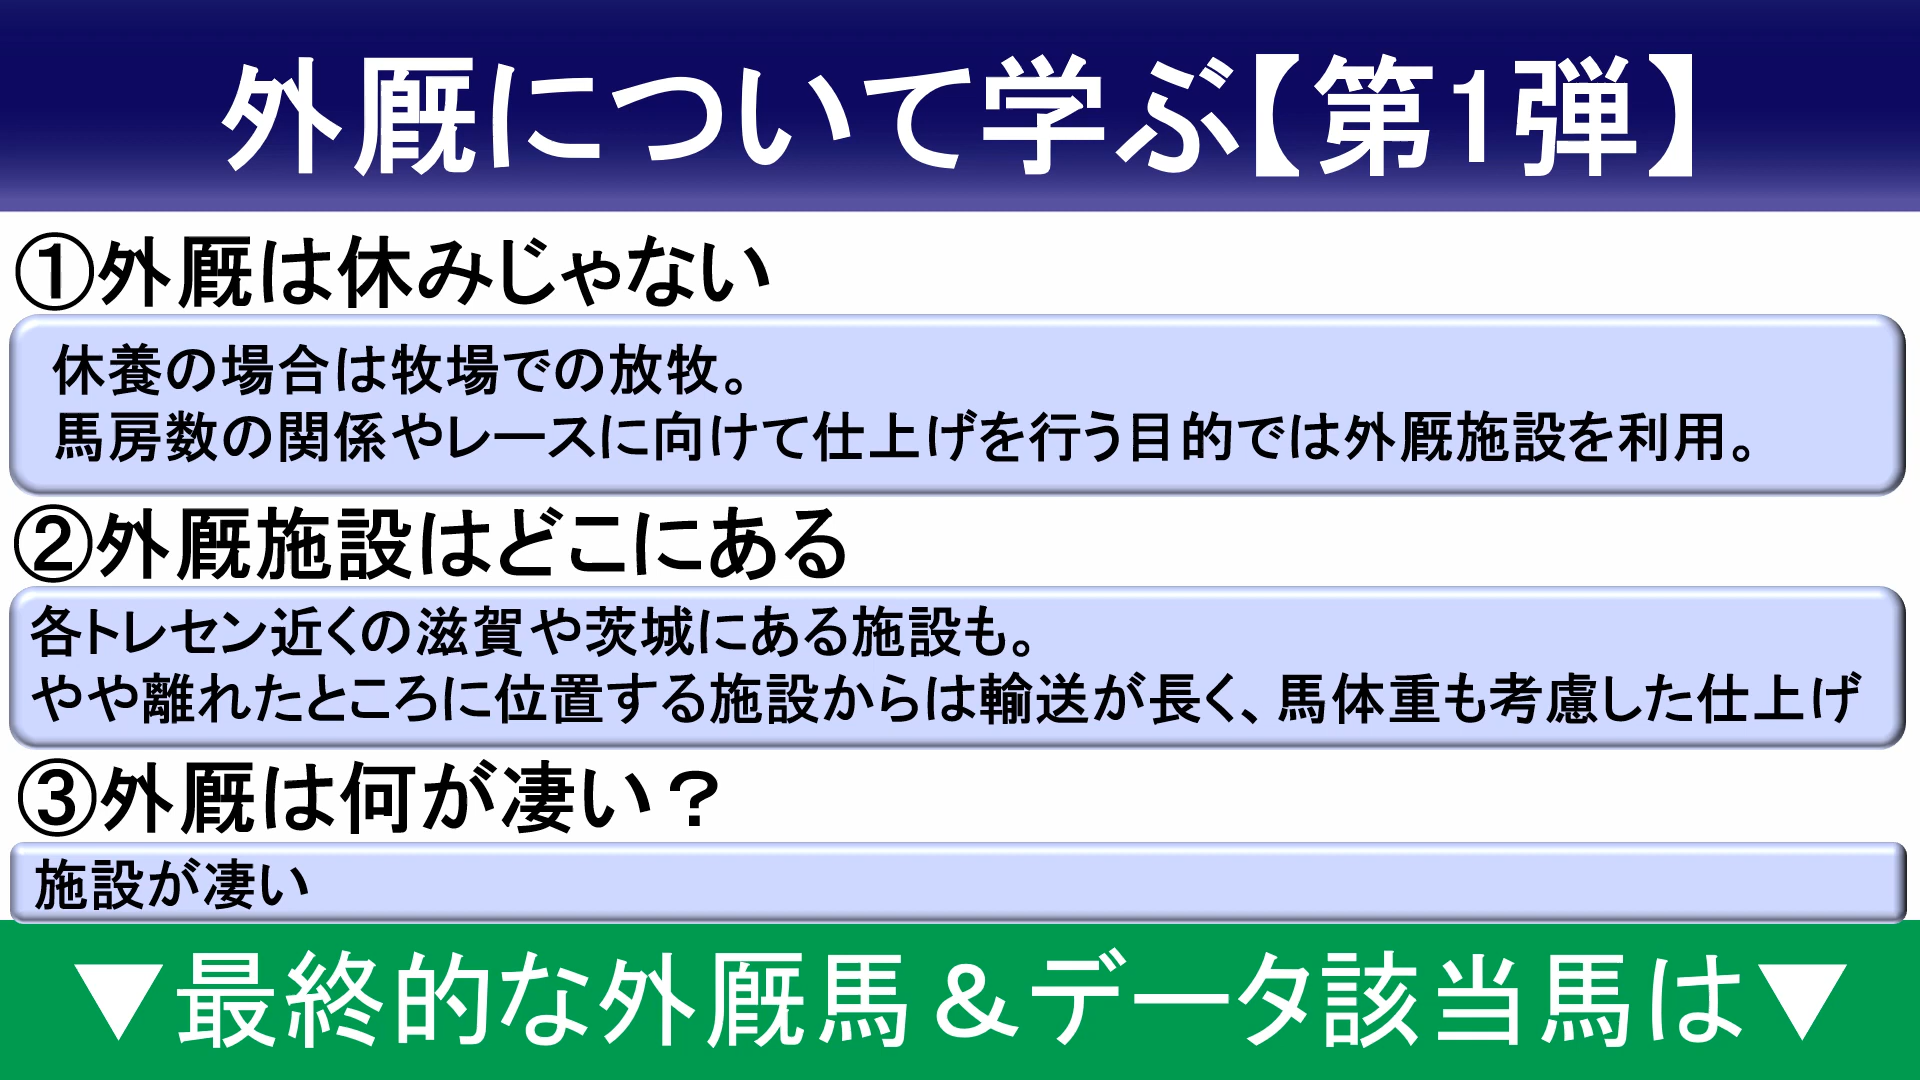 外厩について学ぶ【第1弾】
①外厩は休みじゃない
休養の場合は牧場での放牧。
馬房数の関係やレースに向けて仕上げを行う目的では外厩施設を利用。
②外厩施設はどこにある
各トレセン近くの滋賀や茨城にある施設も。
やや離れたところに位置する施設からは輸送が長く、馬体重も考慮した仕上げ
③外厩は何が凄い？
施設が凄い
▼最終的な外厩馬＆データ該当馬は▼